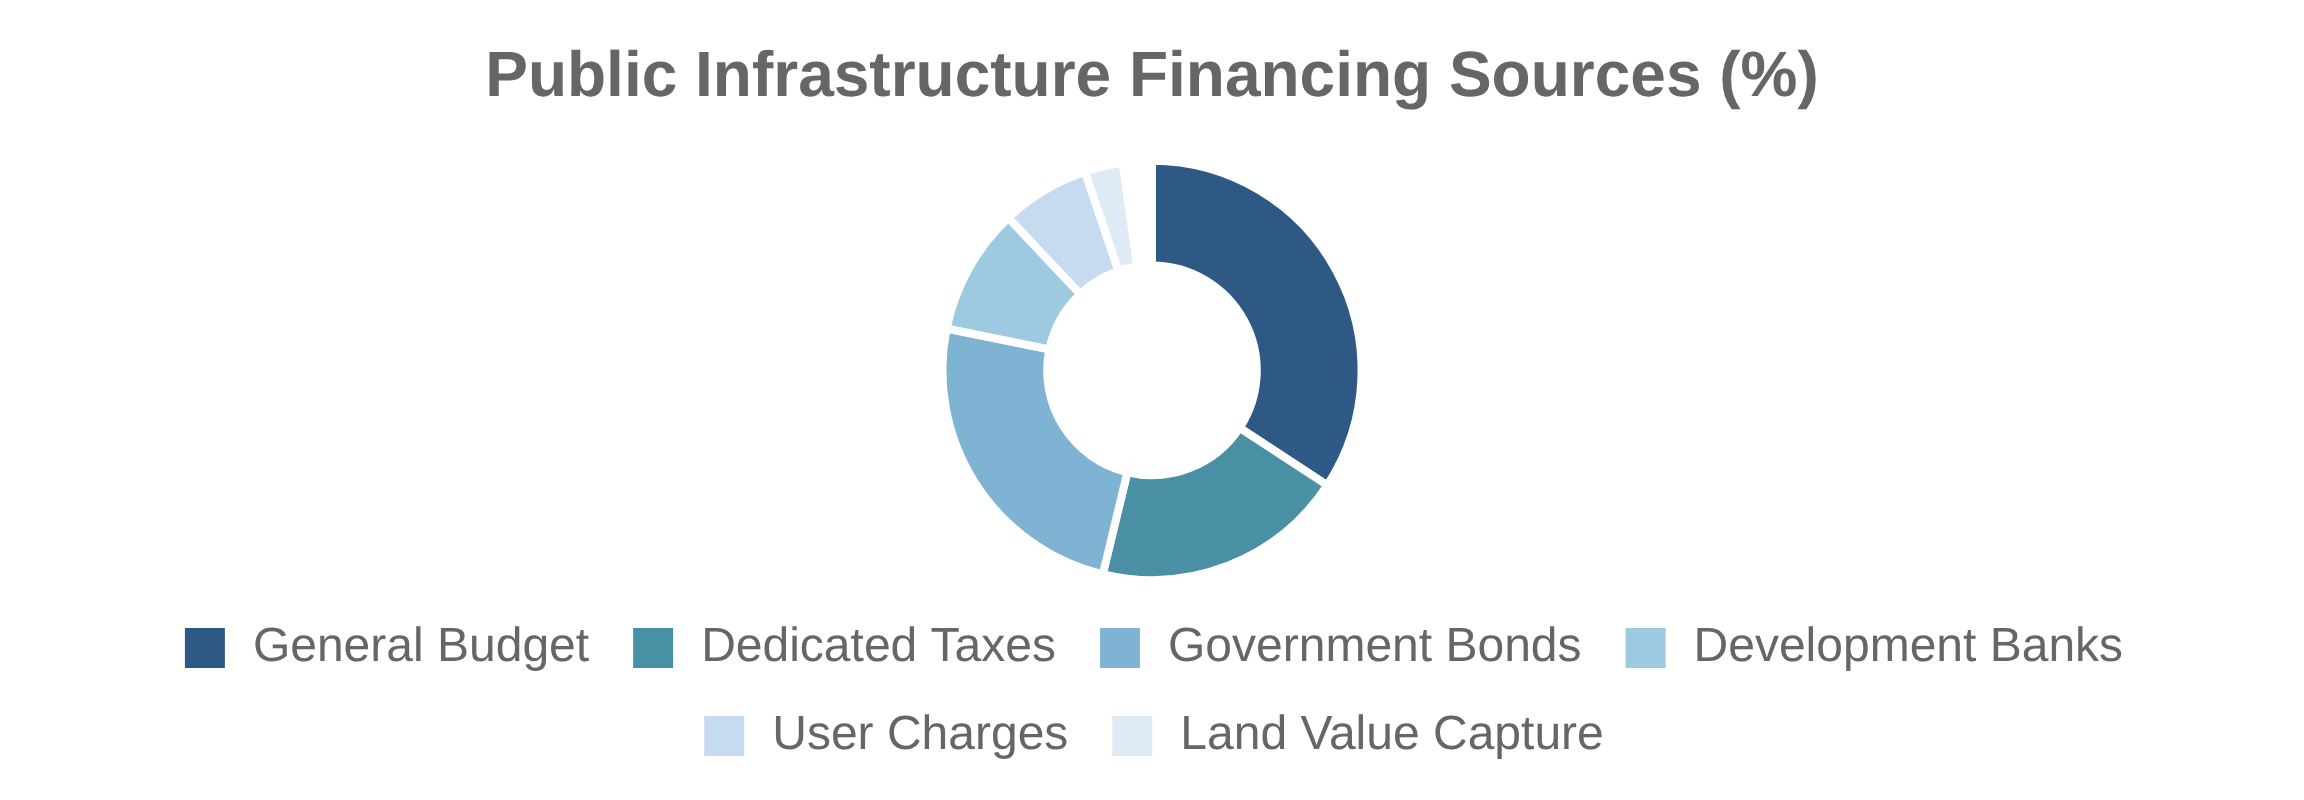 Public Infrastructure Financing Sources (%)
General Budget Dedicated Taxes Government Bonds Development Banks
User Charges Land Value Capture